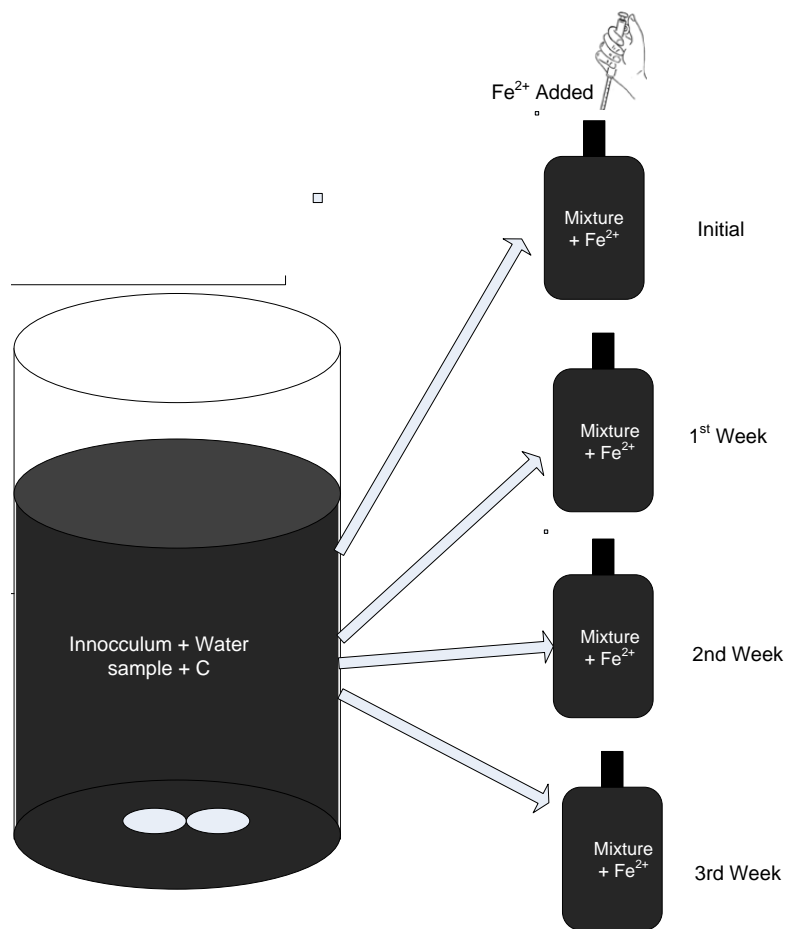 Fe²⁺ Added
Mixture
+ Fe²⁺
Initial
Mixture
+ Fe²⁺
1ˢᵗ Week
Innocculum + Water
sample + C
Mixture
+ Fe²⁺
2nd Week
Mixture
+ Fe²⁺
3rd Week